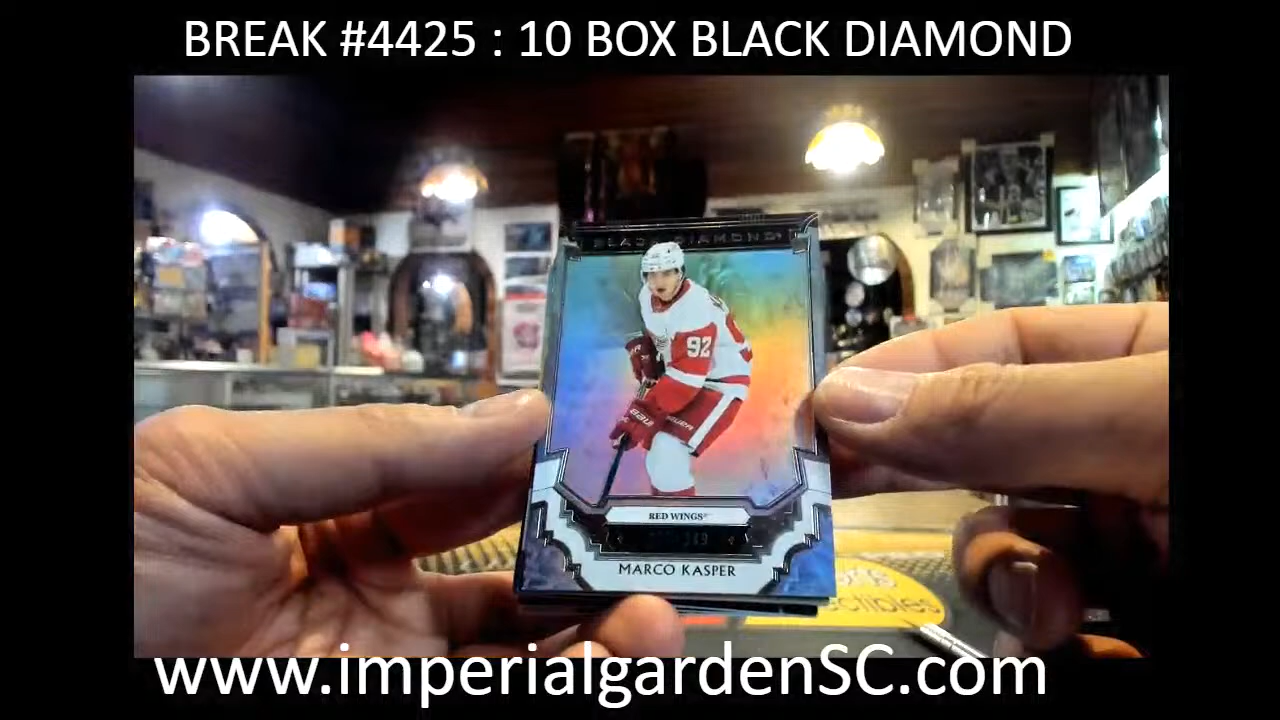 BREAK #4425 : 10 BOX BLACK DIAMOND
BLACK DIAMOND
92
RED WINGS
MARCO KASPER
www.imperialgardenSC.com